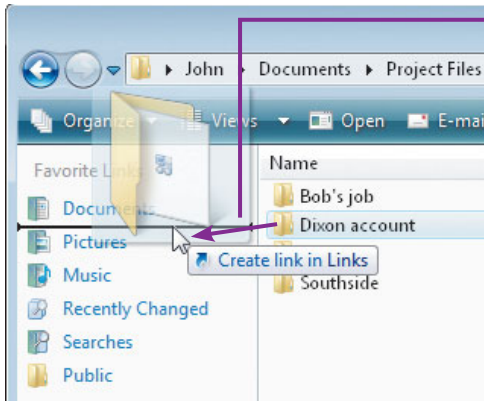 John Documents Project Files
Organize Views Open E-mai
Favorite Links
Documents
Pictures
Music
Recently Changed
Searches
Public
Name
Bob's job
Dixon account
Create link in Links
Southside